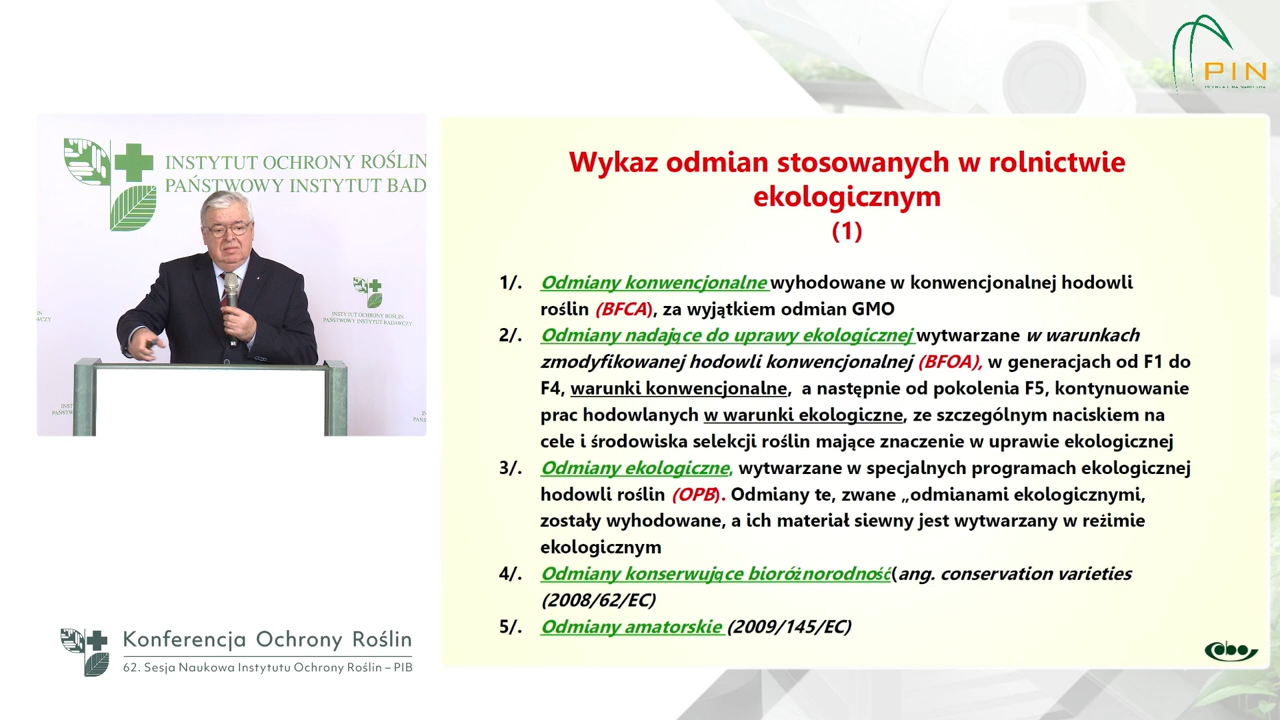 PIN
INSTYTUT OCHRONY ROŚLIN
PAŃSTWOWY INSTYTUT BAD
INSTYTUT OCHRONY ROŚLIN
PAŃSTWOWY INSTYTUT BADAWCZY
Wykaz odmian stosowanych w rolnictwie
ekologicznym
(1)
1/. Odmiany konwencjonalne wyhodowane w konwencjonalnej hodowli
roślin (BFCA), za wyjątkiem odmian GMO
2/. Odmiany nadające do uprawy ekologicznej wytwarzane w warunkach
zmodyfikowanej hodowli konwencjonalnej (BFOA), w generacjach od F1 do
F4, warunki konwencjonalne, a następnie od pokolenia F5, kontynuowanie
prac hodowlanych w warunki ekologiczne, ze szczególnym naciskiem na
cele i środowiska selekcji roślin mające znaczenie w uprawie ekologicznej
3/. Odmiany ekologiczne, wytwarzane w specjalnych programach ekologicznej
hodowli roślin (OPB). Odmiany te, zwane „odmianami ekologicznymi,
zostały wyhodowane, a ich materiał siewny jest wytwarzany w reżimie
ekologicznym
4/. Odmiany konserwujące bioróżnorodność(ang. conservation varieties
(2008/62/EC)
5/. Odmiany amatorskie (2009/145/EC)
Konferencja Ochrony Roślin
62. Sesja Naukowa Instytutu Ochrony Roślin – PIB